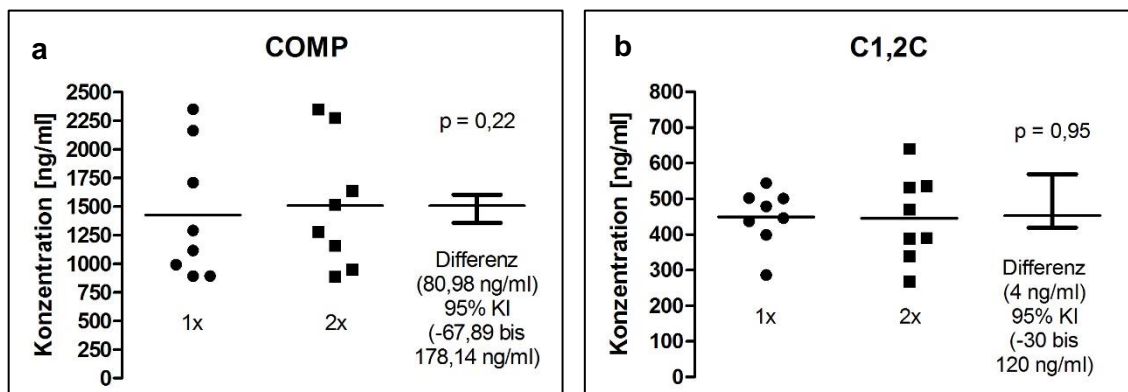 a
COMP
Konzentration [ng/ml]
2500
2250
2000
1750
1500
1250
1000
750
500
250
0
1x
2x
p = 0,22
Differenz
(80,98 ng/ml)
95% KI
(-67,89 bis
178,14 ng/ml)
b
C1,2C
Konzentration [ng/ml]
800
700
600
500
400
300
200
100
0
1x
2x
p = 0,95
Differenz
(4 ng/ml)
95% KI
(-30 bis
120 ng/ml)